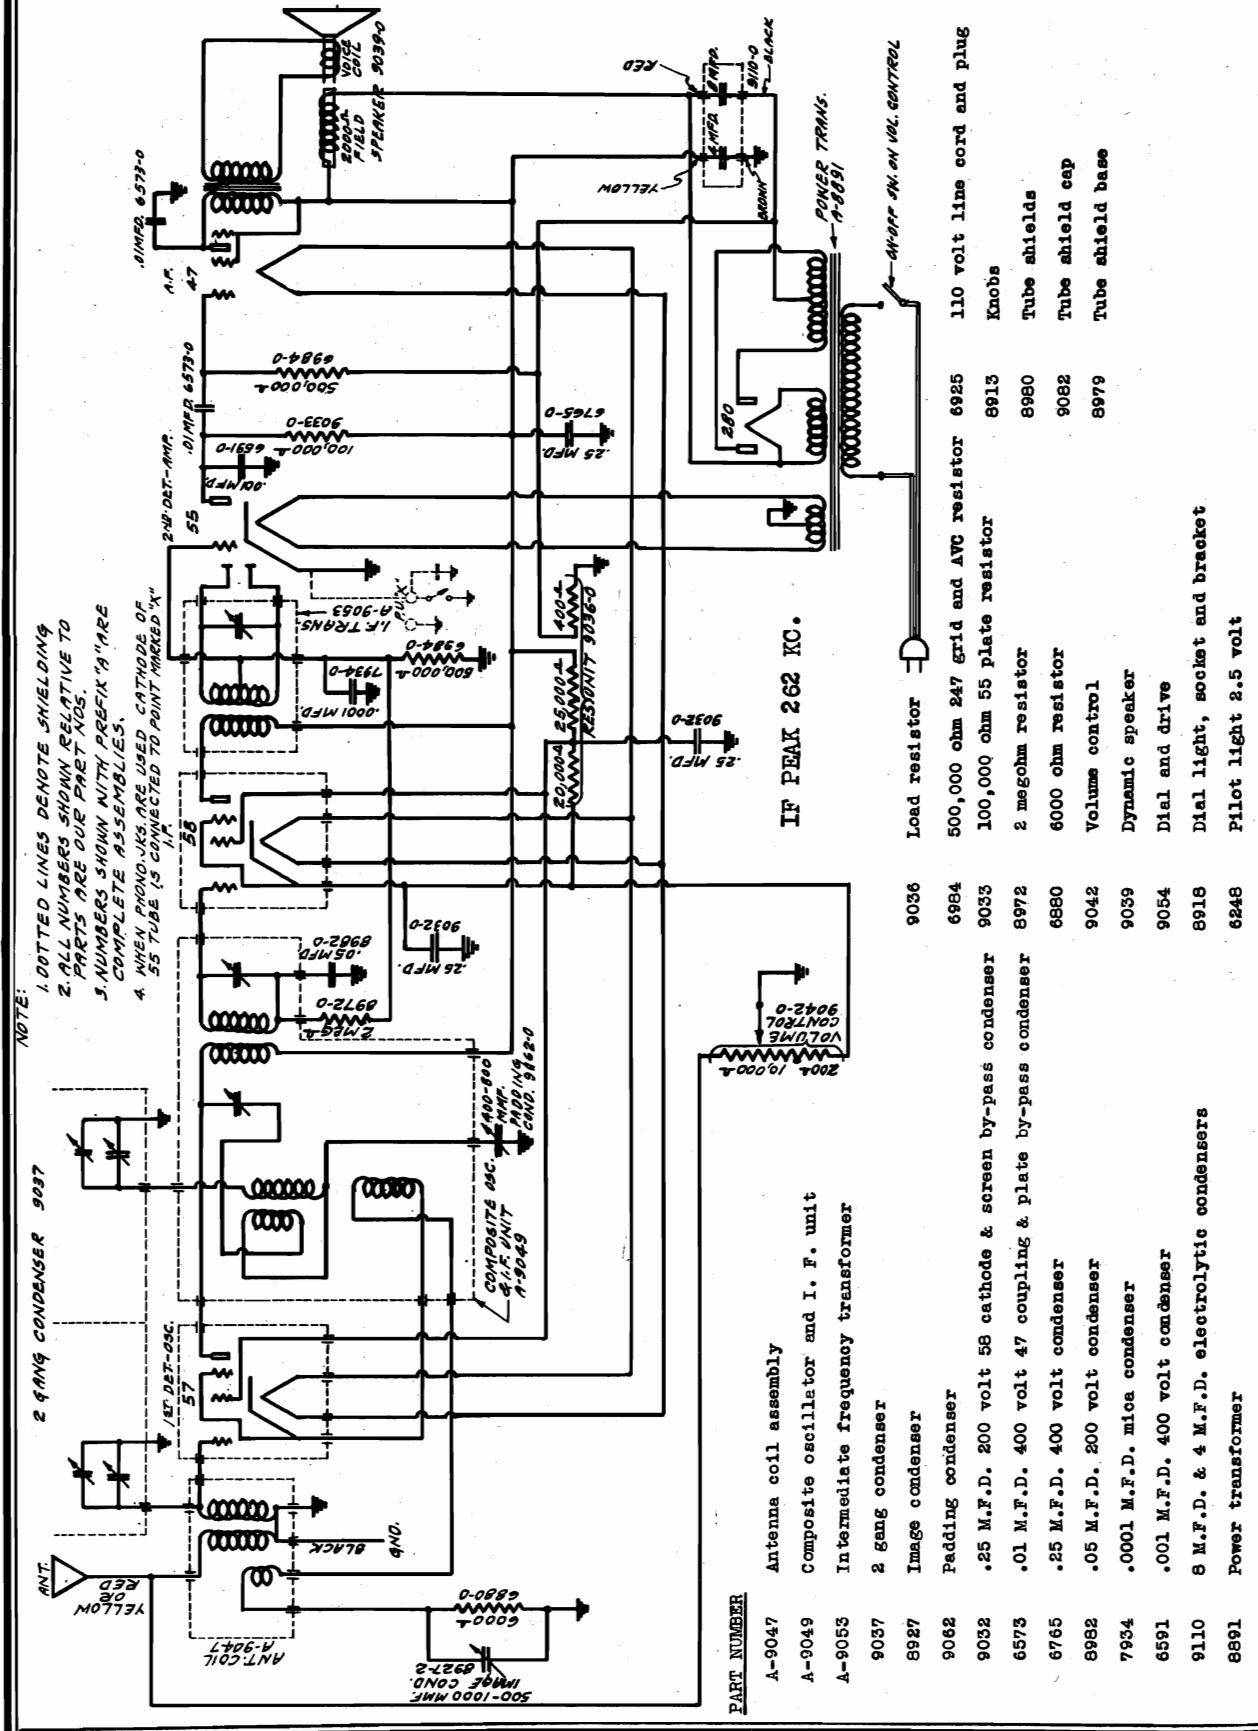 NOTE:
1. DOTTED LINES DENOTE SHIELDING
2. ALL NUMBERS SHOWN RELATIVE TO
PARTS ARE OUR PART NOS.
3. NUMBERS SHOWN WITH PREFIX "A" ARE
COMPLETE ASSEMBLIES.
4. WHEN PHONO. JKS. ARE USED CATHODE OF
55 TUBE IS CONNECTED TO POINT MARKED "X"
2 GANG CONDENSER 9037
ANT.
YELLOW
OR
RED
ANT. COIL
A-9047
BLACK
GND.
1ST. DET.-OSC.
57
500-1000 MMF.
IMAGE COND.
8927-2
6000Ω
6880-0
COMPOSITE OSC.
& I.F. UNIT
A-9049
400-800
MMF.
PADDING
COND. 9062-0
2 MEG.Ω
8972-0
.05 MFD.
8982-0
.25 MFD.
9032-0
I.F.
58
I.F. TRANS
A-9053
.0001 MFD.
7934-0
500,000Ω
6984-0
P.U. "X"
2ND. DET.-AMP.
55
.001 MFD.
6591-0
.01 MFD. 6573-0
100,000Ω
9033-0
500,000Ω
6984-0
.25 MFD.
6765-0
A.F.
47
.01 MFD. 6573-0
VOICE
COIL
2000Ω
FIELD
SPEAKER 9039-0
20,000Ω 25,000Ω 400Ω
RESIUNIT 9036-0
.25 MFD.
9032-0
VOLUME
CONTROL
9042-0
200Ω 10,000Ω
RED
YELLOW
4 MFD. 8 MFD.
9110-0
BROWN
BLACK
280
POWER TRANS.
A-8891
ON-OFF SW. ON VOL. CONTROL
IF PEAK 262 KC.
PART NUMBER
A-9047 Antenna coil assembly
A-9049 Composite oscillator and I. F. unit
A-9053 Intermediate frequency transformer
9037 2 gang condenser
8927 Image condenser
9062 Padding condenser
9032 .25 M.F.D. 200 volt 58 cathode & screen by-pass condenser
6573 .01 M.F.D. 400 volt 47 coupling & plate by-pass condenser
6765 .25 M.F.D. 400 volt condenser
8982 .05 M.F.D. 200 volt condenser
7934 .0001 M.F.D. mica condenser
6591 .001 M.F.D. 400 volt condenser
9110 8 M.F.D. & 4 M.F.D. electrolytic condensers
8891 Power transformer
9036 Load resistor
6984 500,000 ohm 247 grid and AVC resistor
9033 100,000 ohm 55 plate resistor
8972 2 megohm resistor
6880 6000 ohm resistor
9042 Volume control
9039 Dynamic speaker
9054 Dial and drive
8918 Dial light, socket and bracket
6248 Pilot light 2.5 volt
6925 110 volt line cord and plug
8913 Knobs
8980 Tube shields
9082 Tube shield cap
8979 Tube shield base